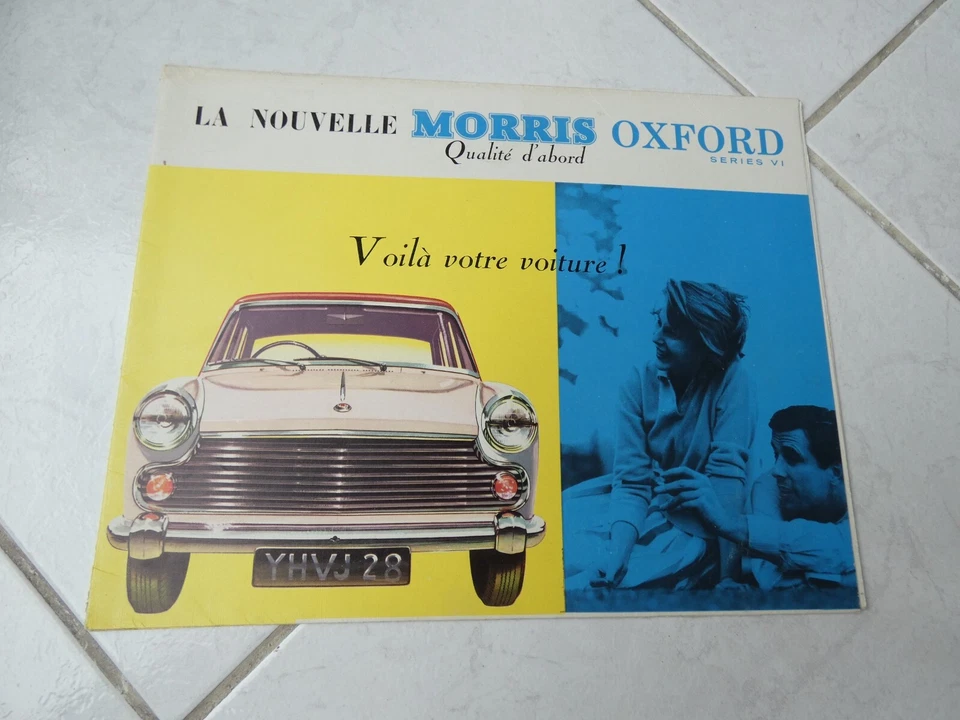 LA NOUVELLE MORRIS OXFORD
Qualité d'abord
SERIES VI
Voilà votre voiture !
YHVJ 28